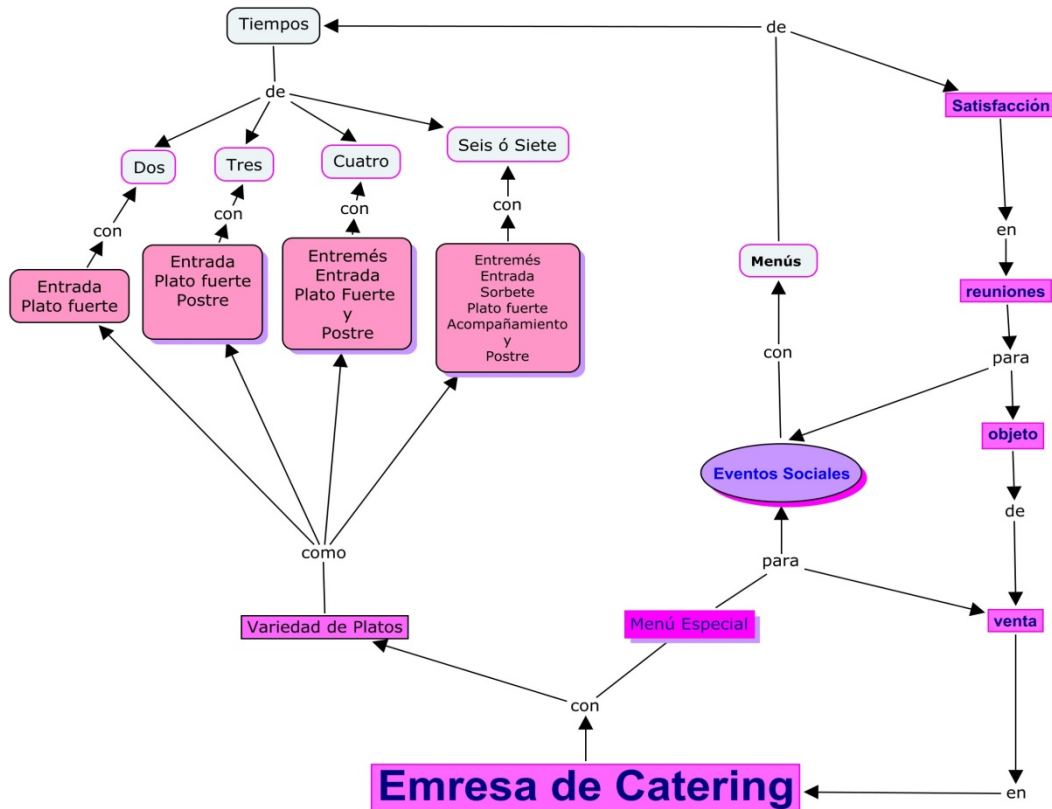 Tiempos
de
de
Satisfacción
Dos
Tres
Cuatro
Seis ó Siete
con
con
con
con
en
Entrada
Plato fuerte
Entrada
Plato fuerte
Postre
Entremés
Entrada
Plato Fuerte
y
Postre
Entremés
Entrada
Sorbete
Plato fuerte
Acompañamiento
y
Postre
Menús
reuniones
con
para
objeto
Eventos Sociales
de
como
para
Variedad de Platos
Menú Especial
venta
con
Emresa de Catering
en